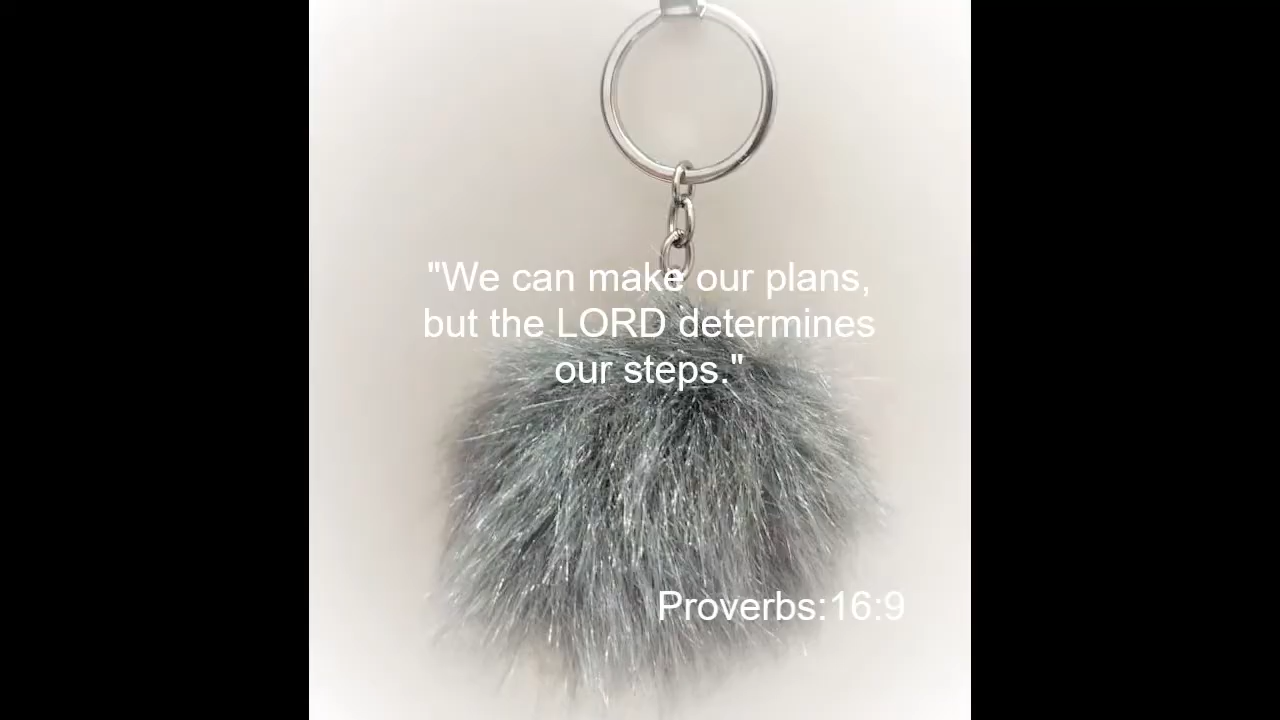 "We can make our plans,
but the LORD determines
our steps."
Proverbs:16:9